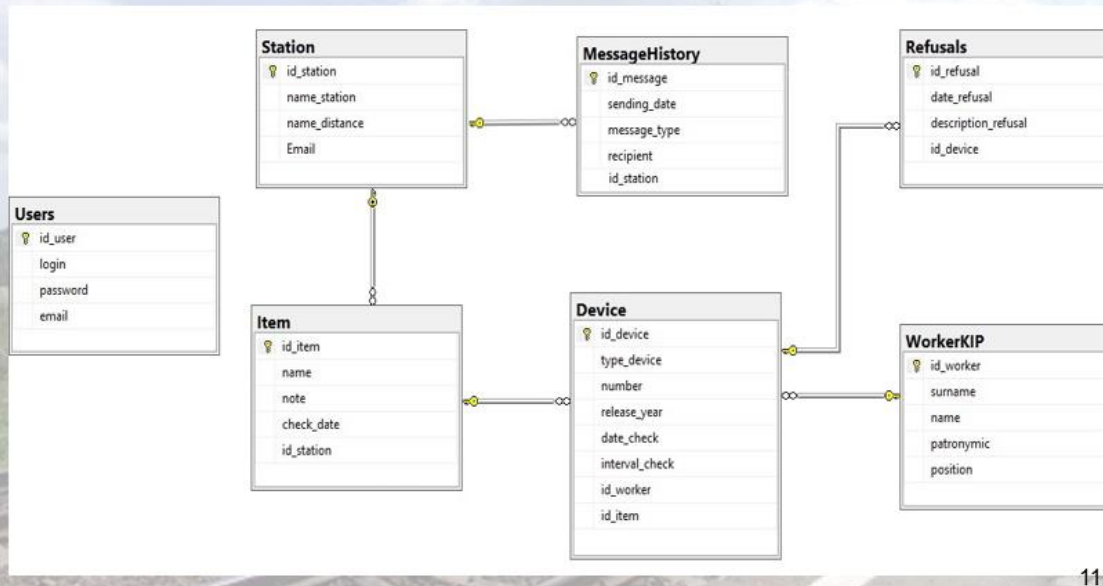 Station
id_station
name_station
name_distance
Email
MessageHistory
id_message
sending_date
message_type
recipient
id_station
Refusals
id_refusal
date_refusal
description_refusal
id_device
Users
id_user
login
password
email
Item
id_item
name
note
check_date
id_station
Device
id_device
type_device
number
release_year
date_check
interval_check
id_worker
id_item
WorkerKIP
id_worker
surname
name
patronymic
position
11